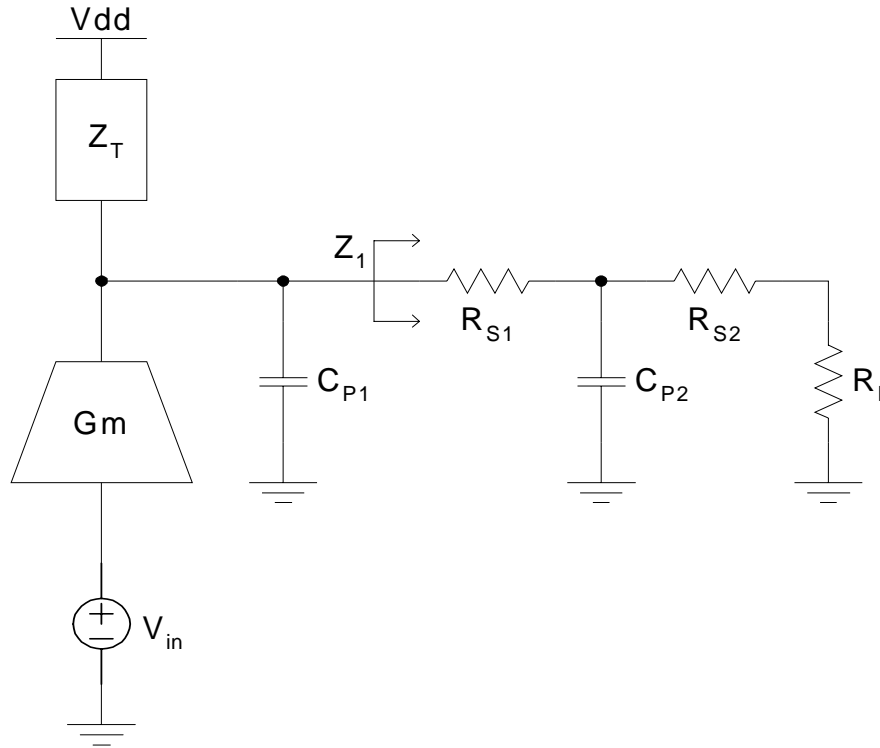 Vdd
Z_T
Z_1
R_S1
R_S2
C_P1
C_P2
Gm
V_in